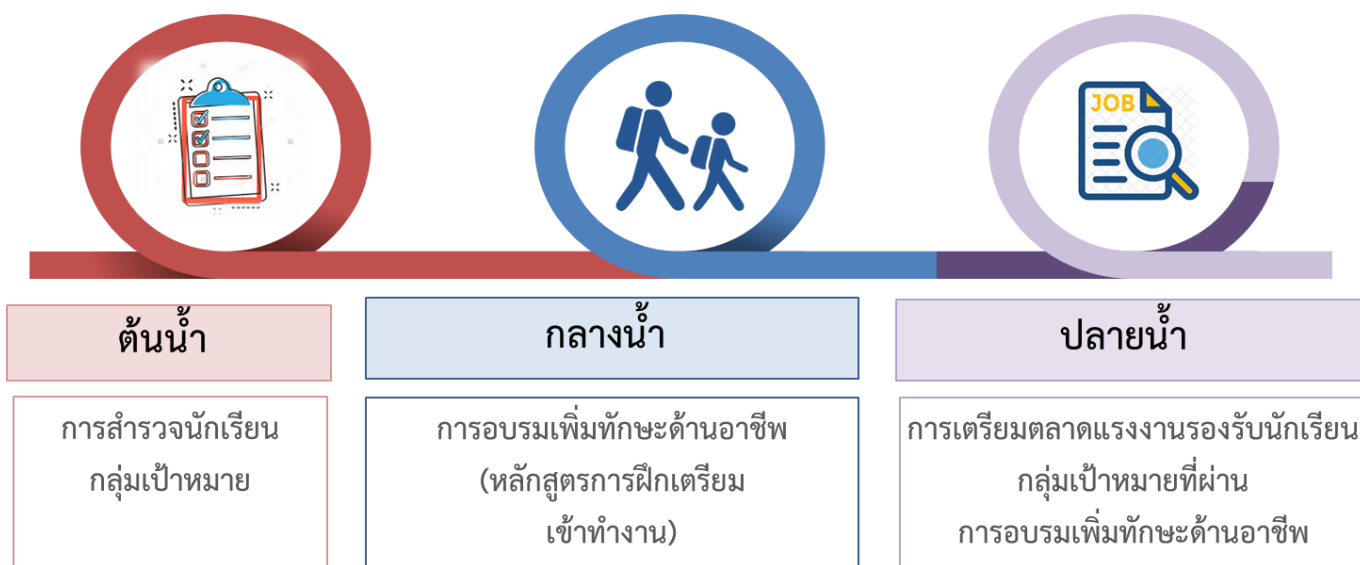 JOB
ต้นน้ำ
การสำรวจนักเรียน
กลุ่มเป้าหมาย
กลางน้ำ
การอบรมเพิ่มทักษะด้านอาชีพ
(หลักสูตรการฝึกเตรียม
เข้าทำงาน)
ปลายน้ำ
การเตรียมตลาดแรงงานรองรับนักเรียน
กลุ่มเป้าหมายที่ผ่าน
การอบรมเพิ่มทักษะด้านอาชีพ